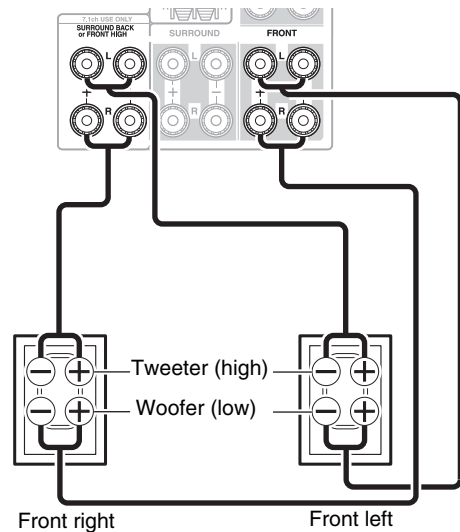 7.1ch USE ONLY
SURROUND BACK
or FRONT HIGH
SURROUND
FRONT
L
L
L
+
−
+
−
+
−
R
R
R
−
+
Tweeter (high)
−
+
−
+
Woofer (low)
−
+
Front right
Front left